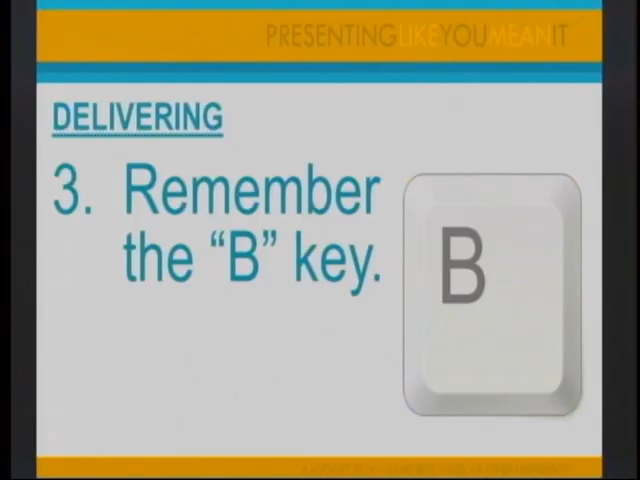 PRESENTINGLIKEYOUMEANIT
DELIVERING
3. Remember
the “B” key.
B